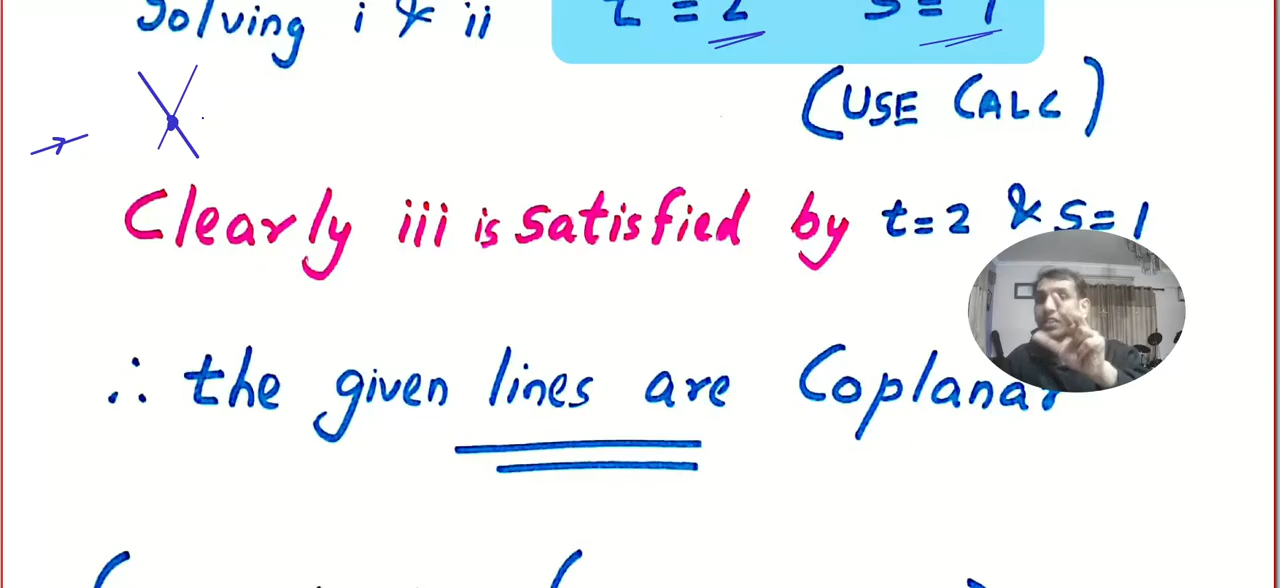 Solving i & ii t = 2 s = 1
(USE CALC)
Clearly iii is satisfied by t = 2 & s = 1
∴ the given lines are Coplanar